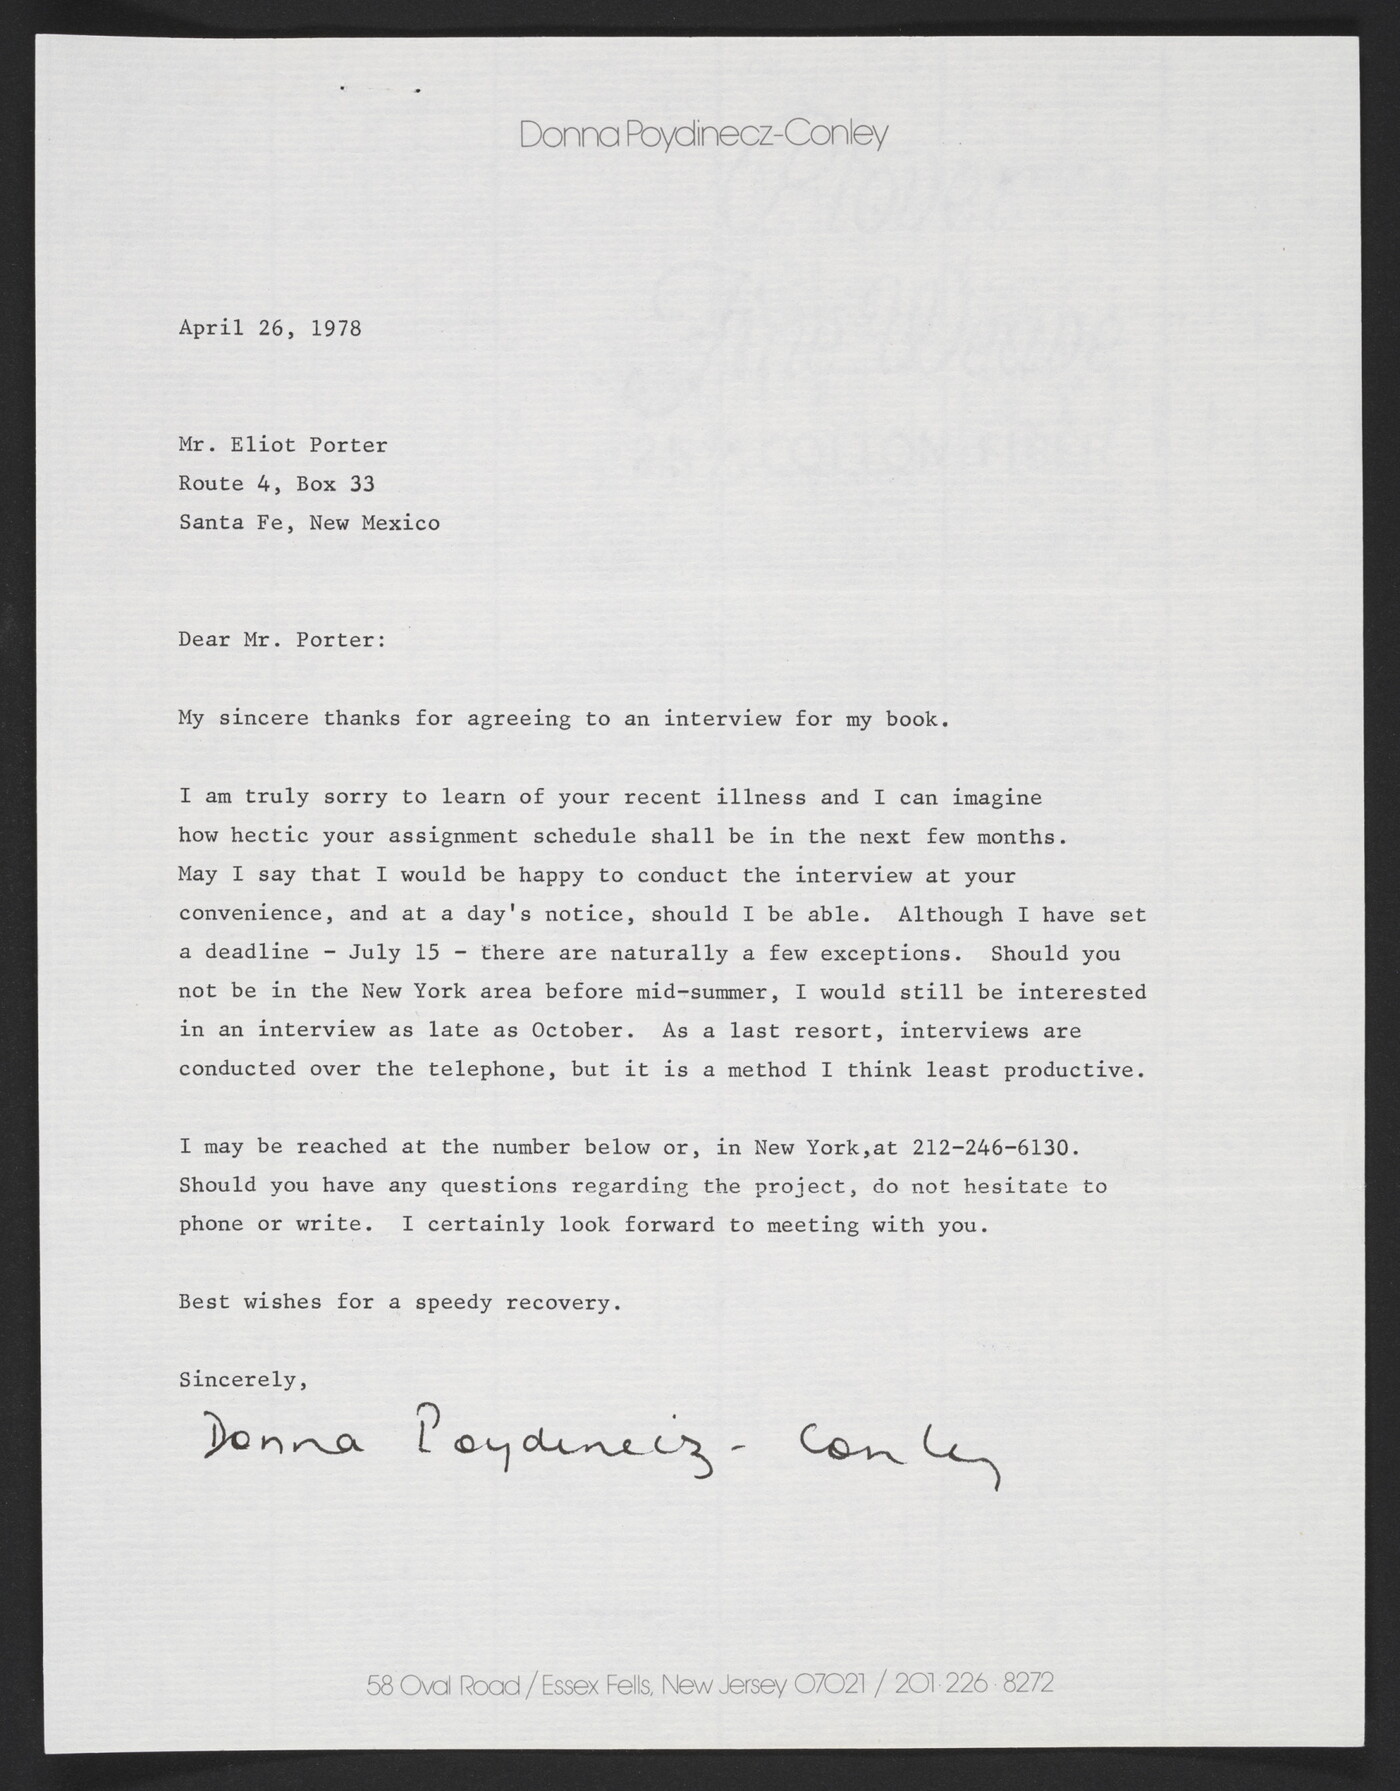 Donna Poydinecz-Conley
April 26, 1978
Mr. Eliot Porter
Route 4, Box 33
Santa Fe, New Mexico
Dear Mr. Porter:
My sincere thanks for agreeing to an interview for my book.
I am truly sorry to learn of your recent illness and I can imagine
how hectic your assignment schedule shall be in the next few months.
May I say that I would be happy to conduct the interview at your
convenience, and at a day's notice, should I be able.  Although I have set
a deadline - July 15 - there are naturally a few exceptions.  Should you
not be in the New York area before mid-summer, I would still be interested
in an interview as late as October.  As a last resort, interviews are
conducted over the telephone, but it is a method I think least productive.
I may be reached at the number below or, in New York,at 212-246-6130.
Should you have any questions regarding the project, do not hesitate to
phone or write.  I certainly look forward to meeting with you.
Best wishes for a speedy recovery.
Sincerely,
Donna Poydinecz - Conley
58 Oval Road / Essex Fells, New Jersey 07021 / 201·226·8272